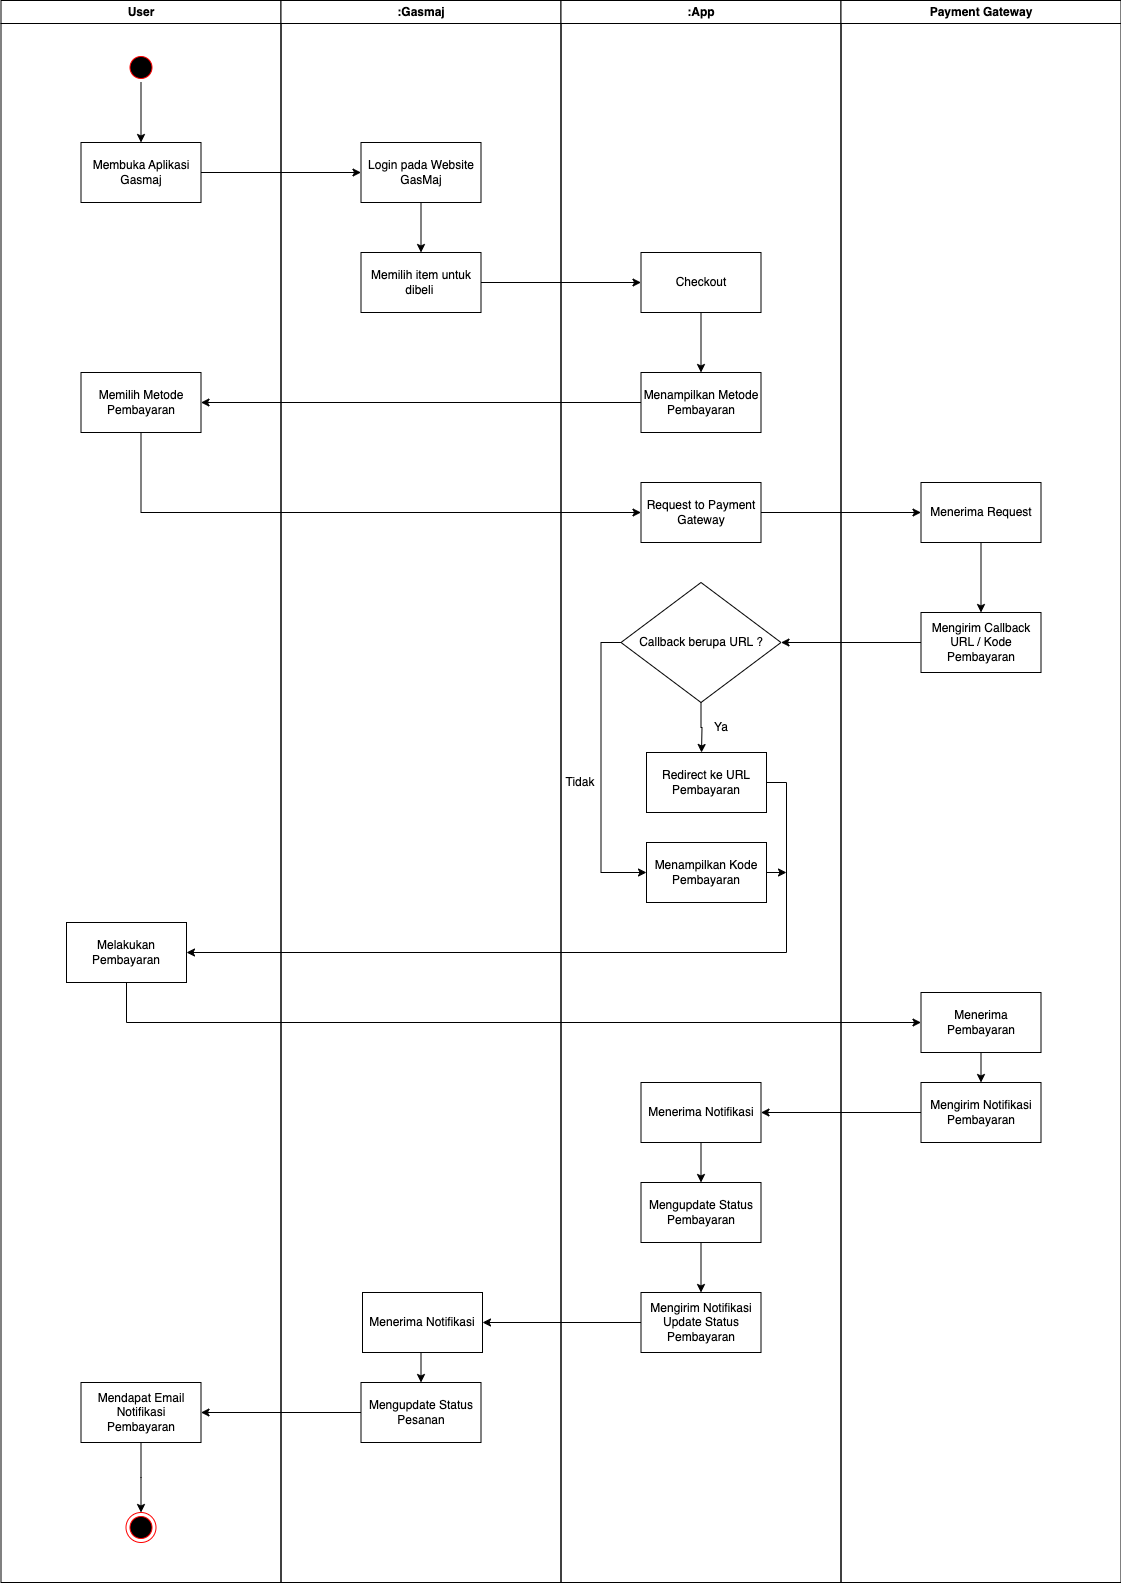 User
:Gasmaj
:App
Payment Gateway
Membuka Aplikasi
Gasmaj
Login pada Website
GasMaj
Memilih item untuk
dibeli
Checkout
Memilih Metode
Pembayaran
Menampilkan Metode
Pembayaran
Request to Payment
Gateway
Menerima Request
Callback berupa URL ?
Mengirim Callback
URL / Kode
Pembayaran
Ya
Tidak
Redirect ke URL
Pembayaran
Menampilkan Kode
Pembayaran
Melakukan
Pembayaran
Menerima
Pembayaran
Menerima Notifikasi
Mengirim Notifikasi
Pembayaran
Mengupdate Status
Pembayaran
Menerima Notifikasi
Mengirim Notifikasi
Update Status
Pembayaran
Mendapat Email
Notifikasi
Pembayaran
Mengupdate Status
Pesanan